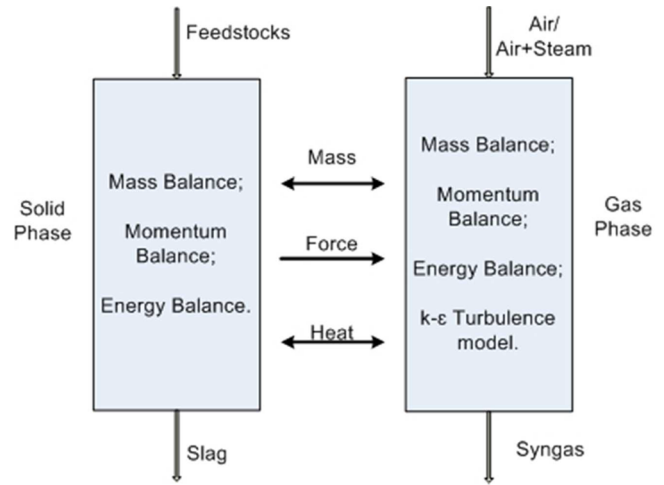 Feedstocks
Air/
Air+Steam
Solid
Phase
Mass Balance;
Momentum
Balance;
Energy Balance.
Mass
Force
Heat
Mass Balance;
Momentum
Balance;
Energy Balance;
k-ε Turbulence
model.
Gas
Phase
Slag
Syngas